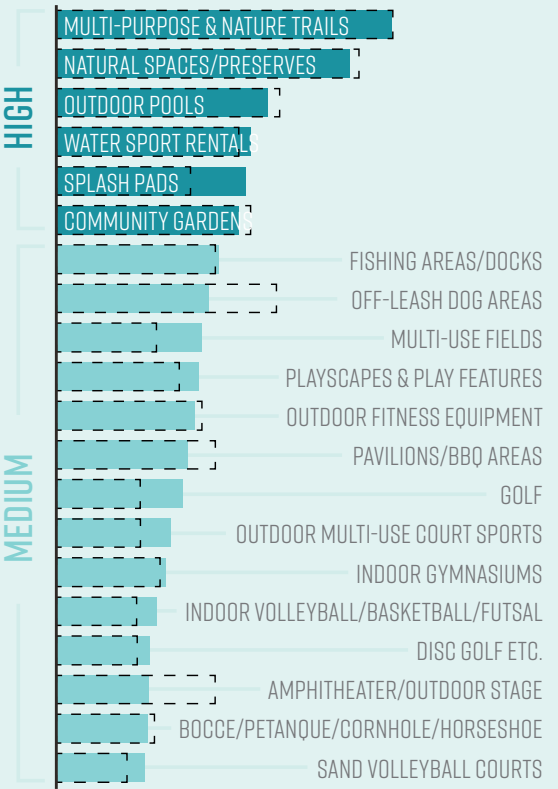 HIGH
MULTI-PURPOSE & NATURE TRAILS
NATURAL SPACES/PRESERVES
OUTDOOR POOLS
WATER SPORT RENTALS
SPLASH PADS
COMMUNITY GARDENS
MEDIUM
FISHING AREAS/DOCKS
OFF-LEASH DOG AREAS
MULTI-USE FIELDS
PLAYSCAPES & PLAY FEATURES
OUTDOOR FITNESS EQUIPMENT
PAVILIONS/BBQ AREAS
GOLF
OUTDOOR MULTI-USE COURT SPORTS
INDOOR GYMNASIUMS
INDOOR VOLLEYBALL/BASKETBALL/FUTSAL
DISC GOLF ETC.
AMPHITHEATER/OUTDOOR STAGE
BOCCE/PETANQUE/CORNHOLE/HORSESHOE
SAND VOLLEYBALL COURTS